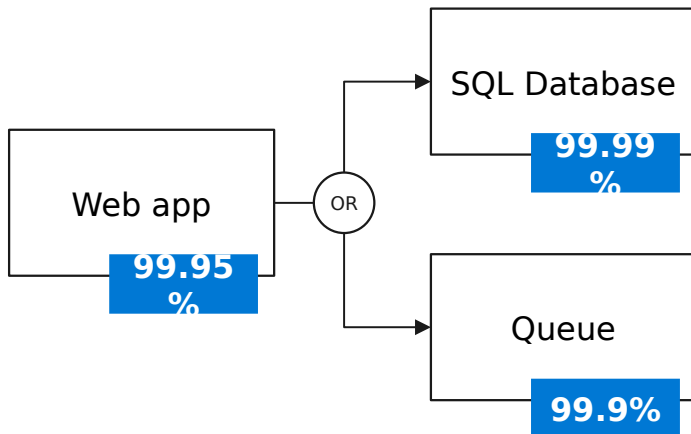 SQL Database
99.99
%
Web app
OR
99.95
%
Queue
99.9%